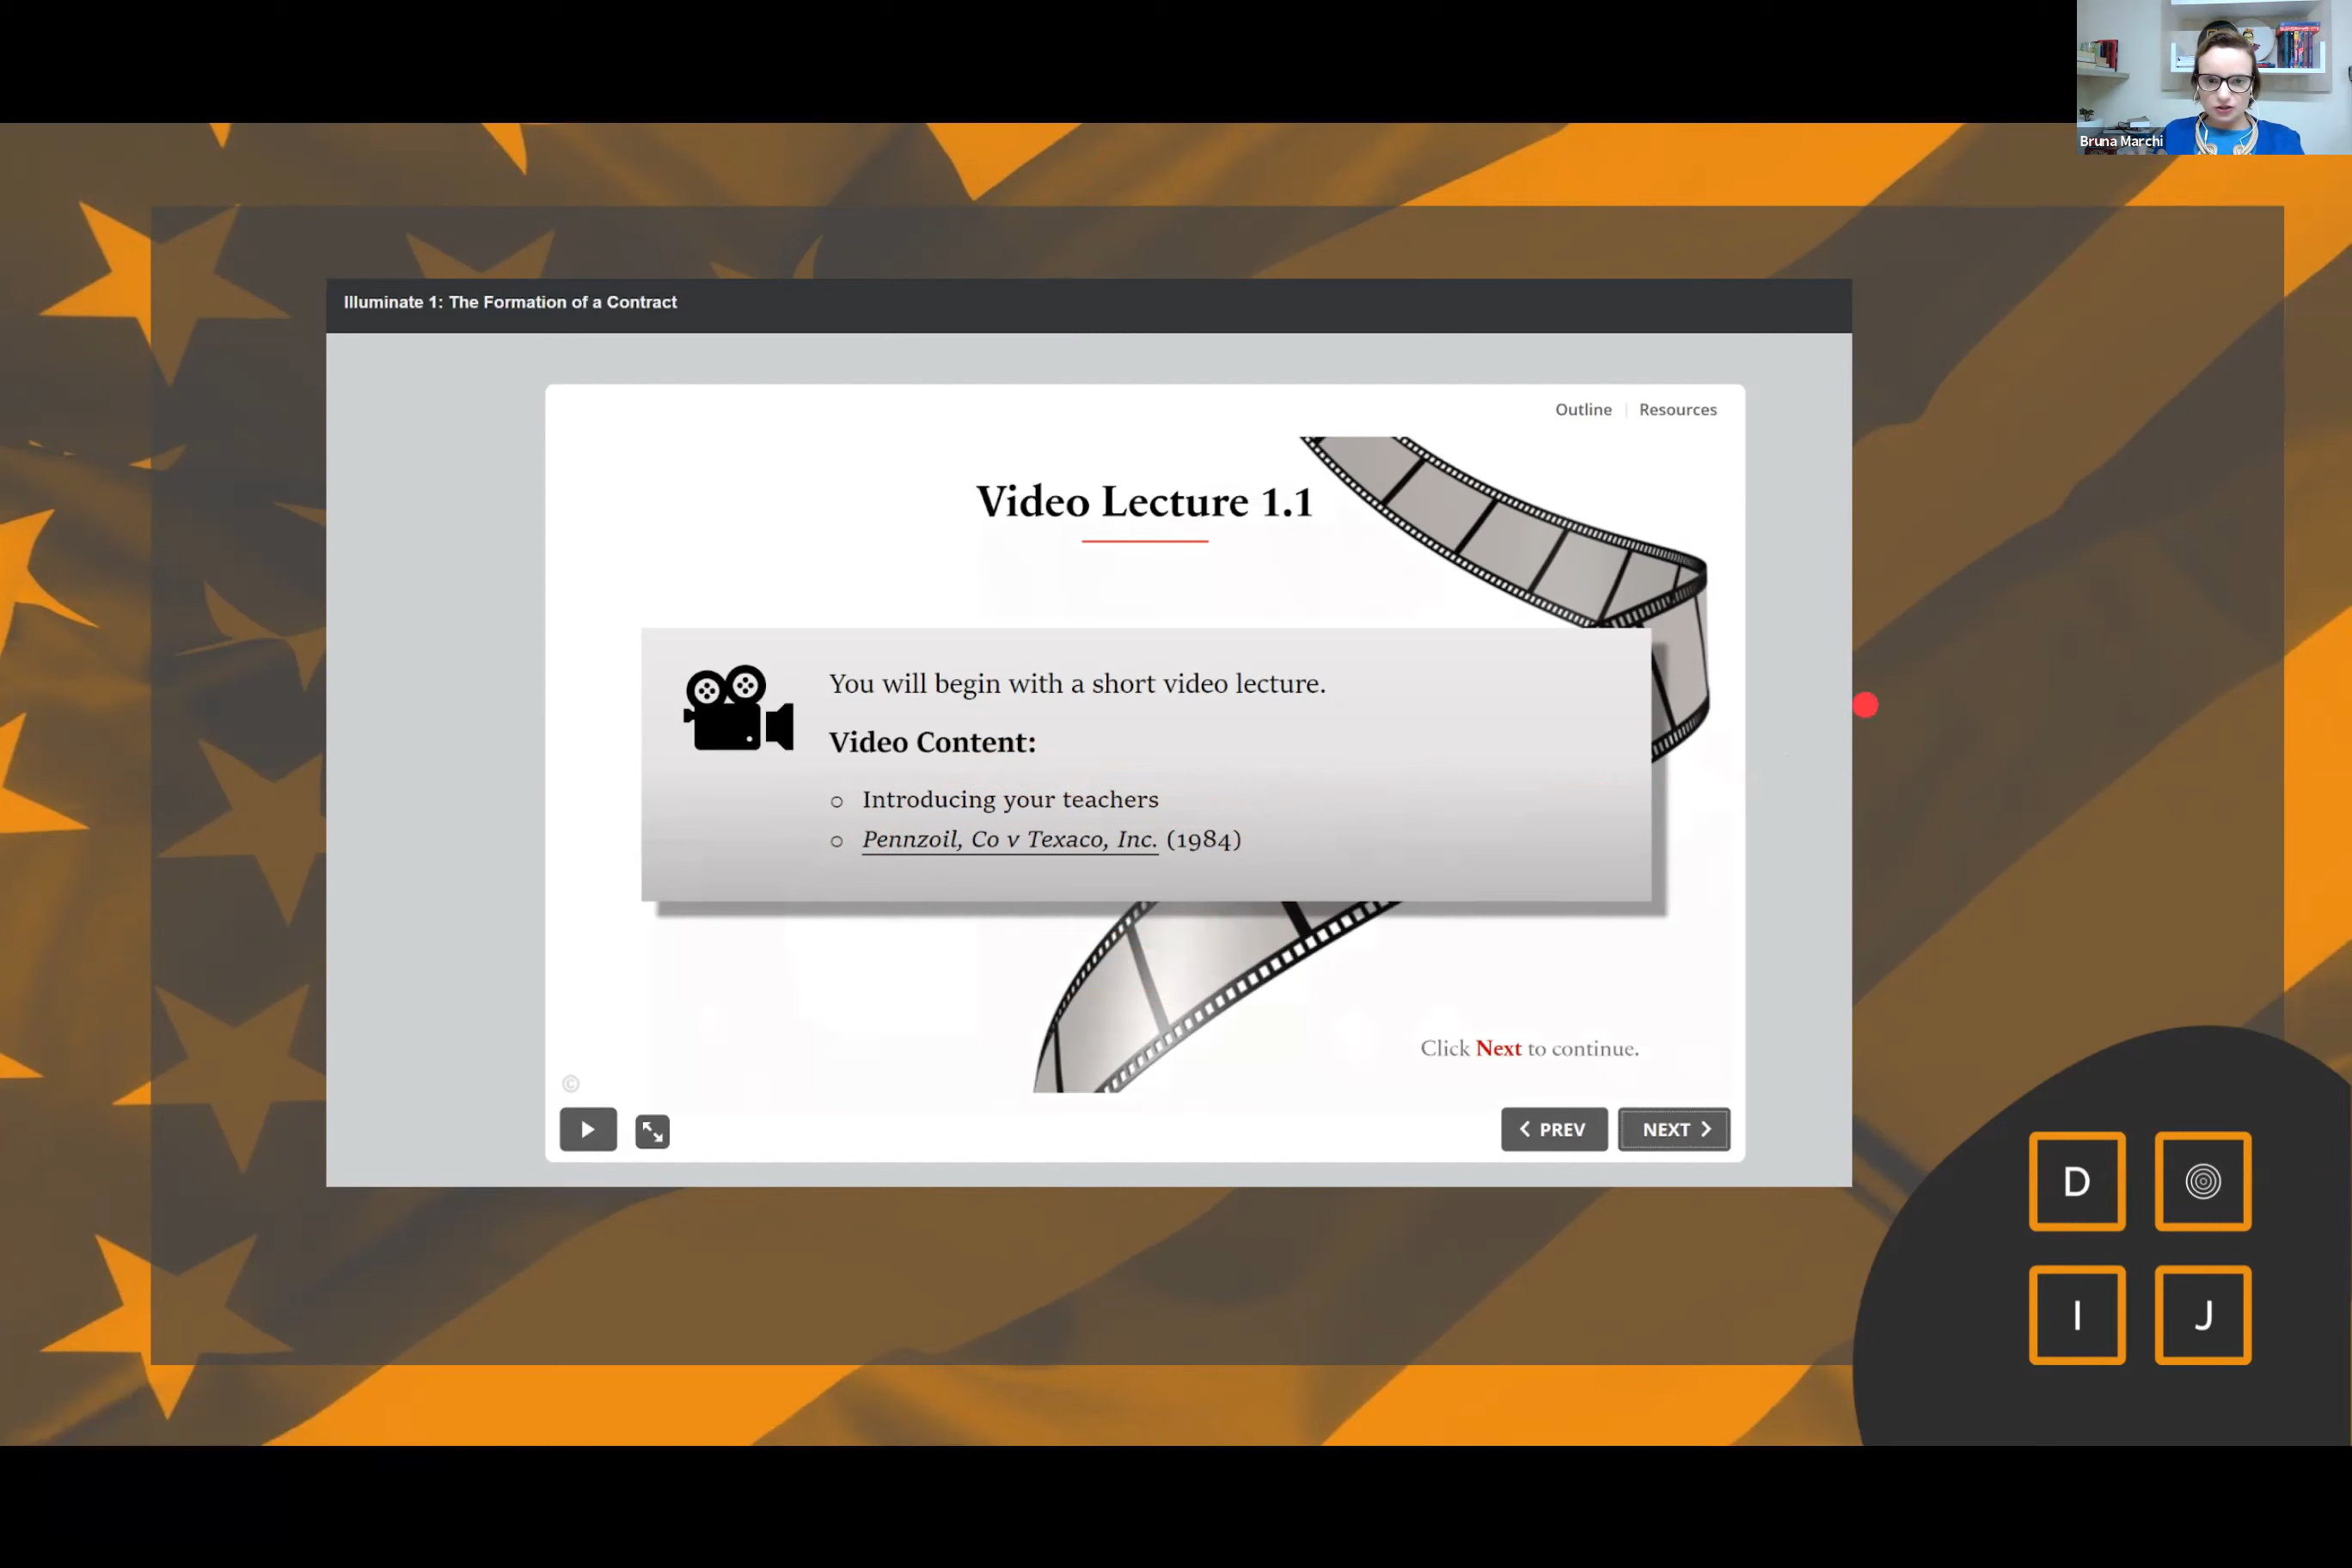 Bruna Marchi
Illuminate 1: The Formation of a Contract
Outline | Resources
Video Lecture 1.1
You will begin with a short video lecture.
Video Content:
○ Introducing your teachers
○ Pennzoil, Co v Texaco, Inc. (1984)
Click Next to continue.
©
PREV NEXT
D
I J